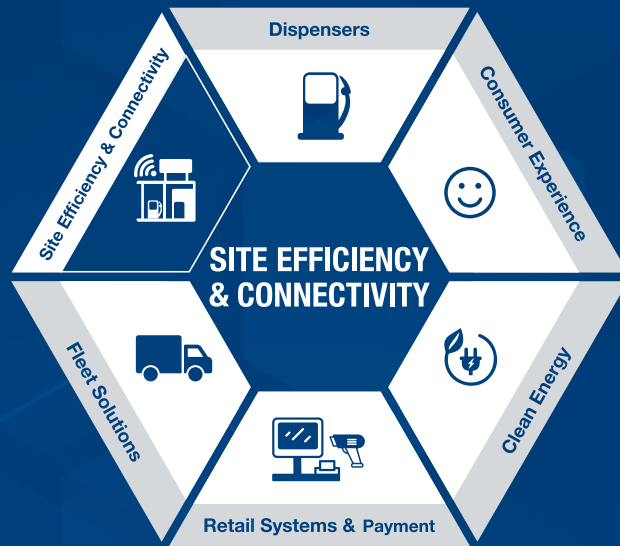 Dispensers
Site Efficiency & Connectivity
Consumer Experience
SITE EFFICIENCY
& CONNECTIVITY
Fleet Solutions
Clean Energy
Retail Systems & Payment